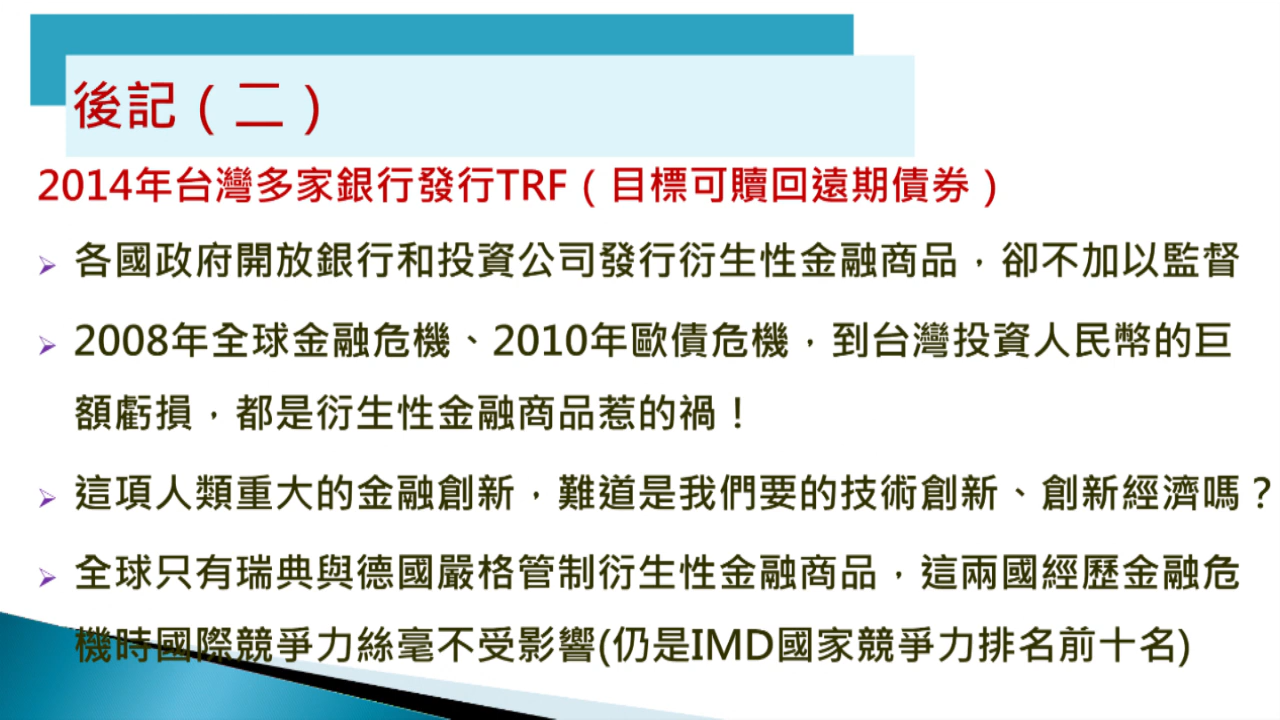 後記（二）
2014年台灣多家銀行發行TRF（目標可贖回遠期債券）
各國政府開放銀行和投資公司發行衍生性金融商品，卻不加以監督
2008年全球金融危機、2010年歐債危機，到台灣投資人民幣的巨
額虧損，都是衍生性金融商品惹的禍！
這項人類重大的金融創新，難道是我們要的技術創新、創新經濟嗎？
全球只有瑞典與德國嚴格管制衍生性金融商品，這兩國經歷金融危
機時國際競爭力絲毫不受影響(仍是IMD國家競爭力排名前十名)